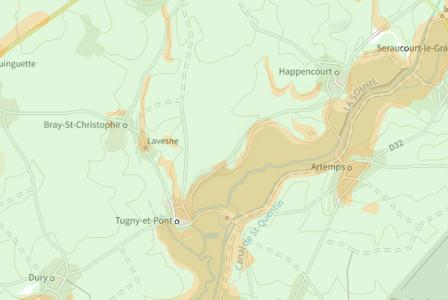 Seraucourt-le-Gra
uinguette
Happencourt
LA SOMME
Bray-St-Christophe
Lavesne
D32
Artemps
Tugny-et-Pont
Canal de St-Quentin
Dury